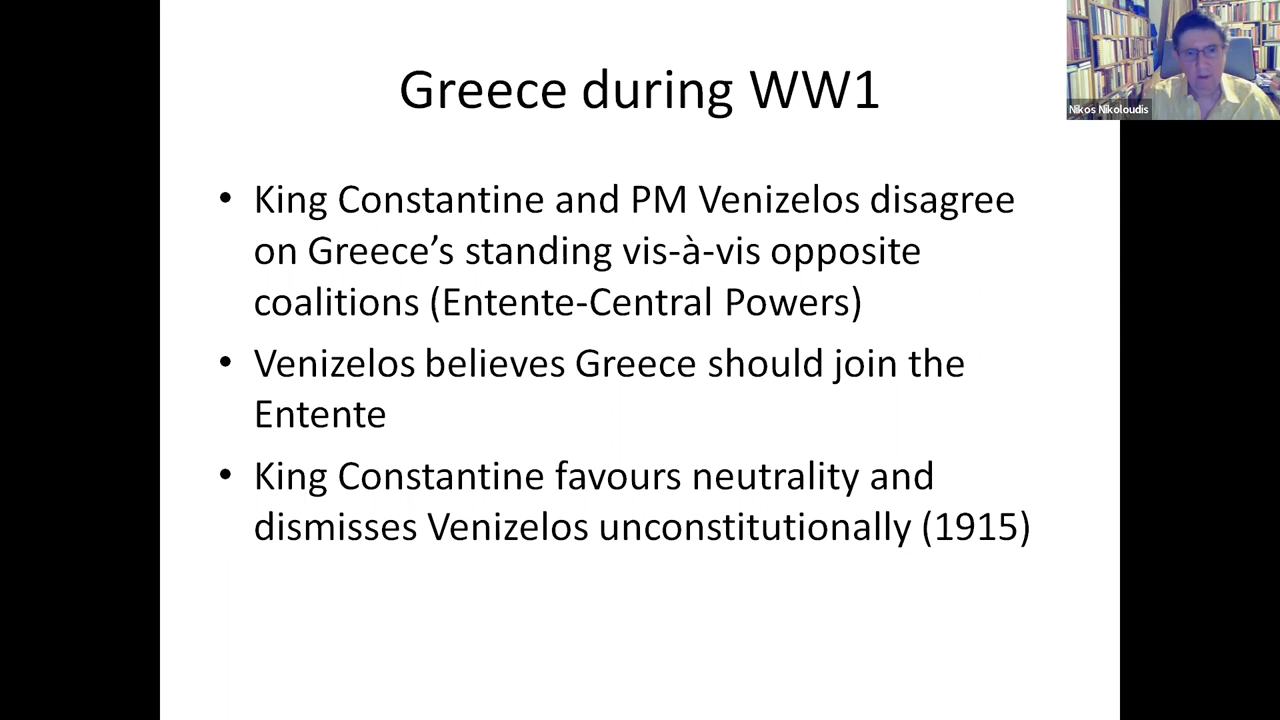 Greece during WW1
Nikos Nikoloudis
• King Constantine and PM Venizelos disagree
on Greece’s standing vis-à-vis opposite
coalitions (Entente-Central Powers)
• Venizelos believes Greece should join the
Entente
• King Constantine favours neutrality and
dismisses Venizelos unconstitutionally (1915)